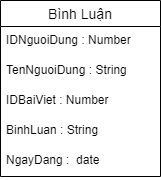 Bình Luận
IDNguoiDung : Number
TenNguoiDung : String
IDBaiViet : Number
BinhLuan : String
NgayDang :  date